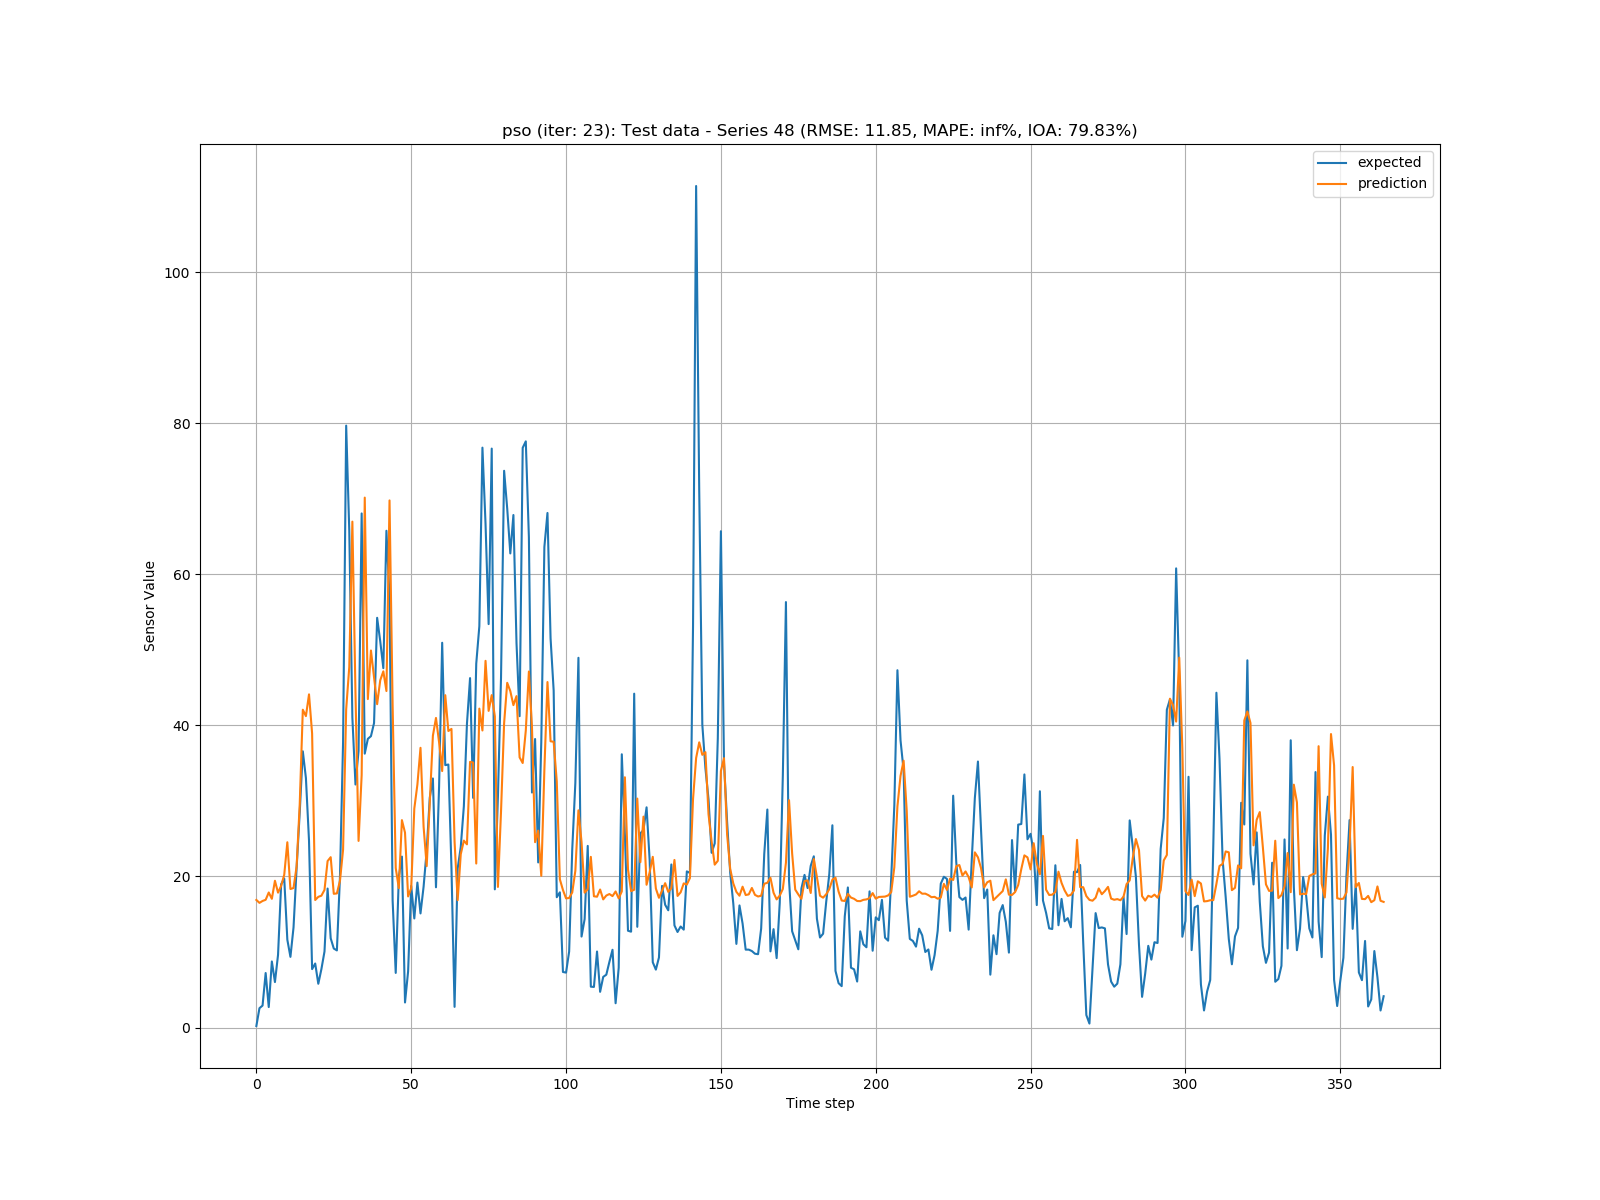 pso (iter: 23): Test data - Series 48 (RMSE: 11.85, MAPE: inf%, IOA: 79.83%)
expected
prediction
Sensor Value
100
80
60
40
20
0
0 50 100 150 200 250 300 350
Time step